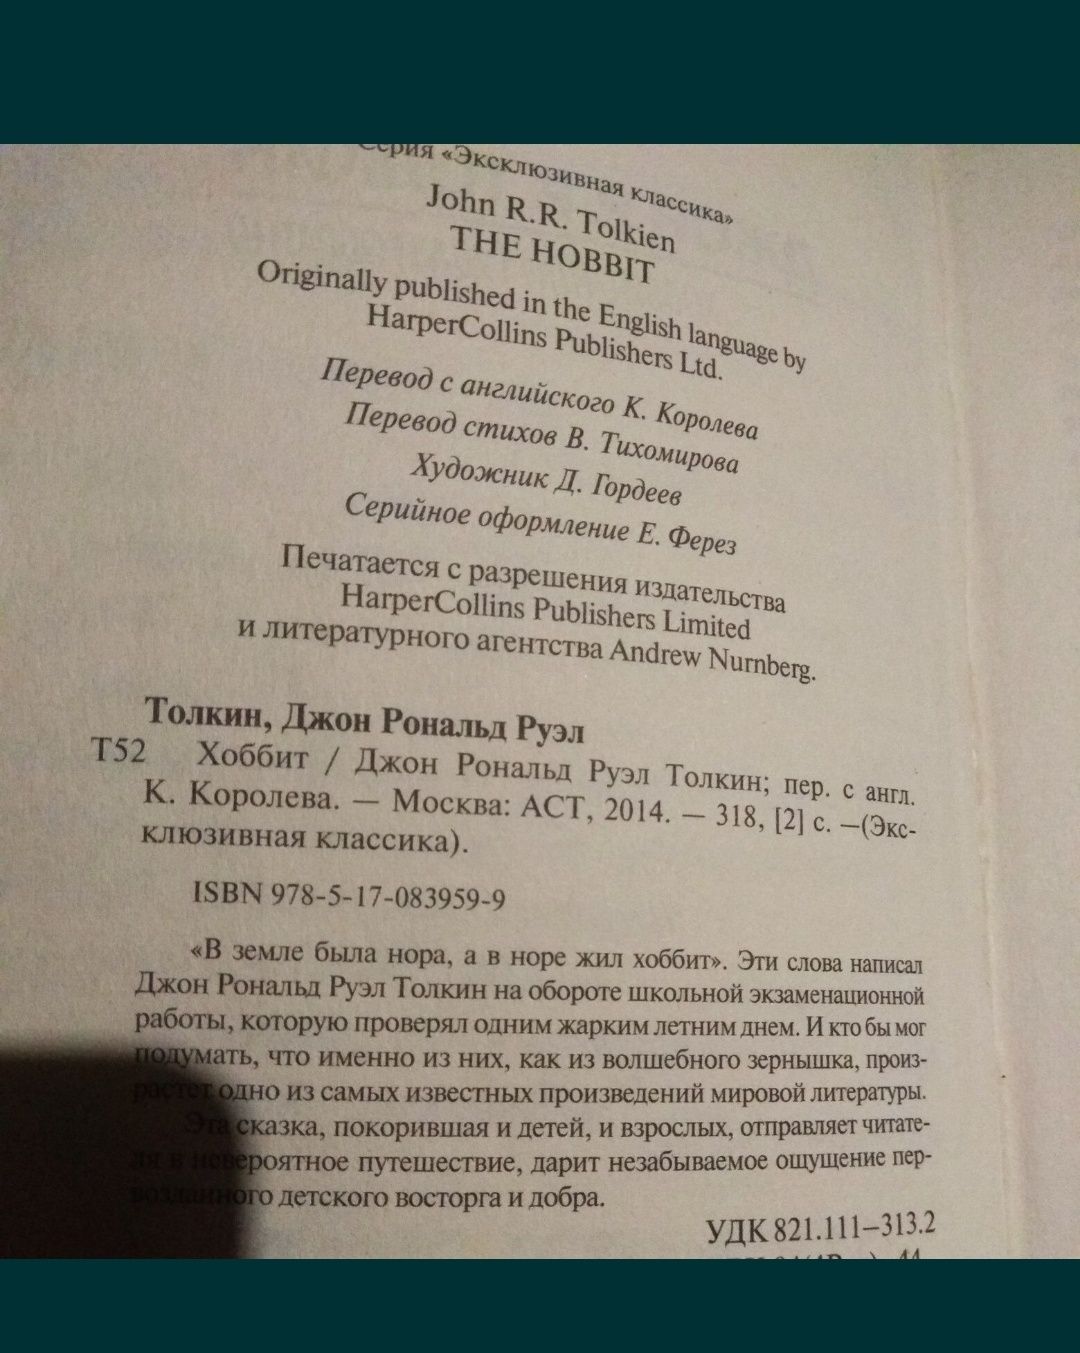 Серия «Эксклюзивная классика»
John R.R. Tolkien
THE HOBBIT
Originally published in the English language by
HarperCollins Publishers Ltd.
Перевод с английского К. Королева
Перевод стихов В. Тихомирова
Художник Д. Гордеев
Серийное оформление Е. Ферез
Печатается с разрешения издательства
HarperCollins Publishers Limited
и литературного агентства Andrew Nurnberg.
Толкин, Джон Рональд Руэл
Т52 Хоббит / Джон Рональд Руэл Толкин; пер. с англ.
К. Королева. — Москва: АСТ, 2014. — 318, [2] с. —(Экс-
клюзивная классика).
ISBN 978-5-17-083959-9
«В земле была нора, а в норе жил хоббит». Эти слова написал
Джон Рональд Руэл Толкин на обороте школьной экзаменационной
работы, которую проверял одним жарким летним днем. И кто бы мог
подумать, что именно из них, как из волшебного зернышка, произ-
растет одно из самых известных произведений мировой литературы.
Эта сказка, покорившая и детей, и взрослых, отправляет читате-
ля в невероятное путешествие, дарит незабываемое ощущение пер-
возданного детского восторга и добра.
УДК 821.111–313.2